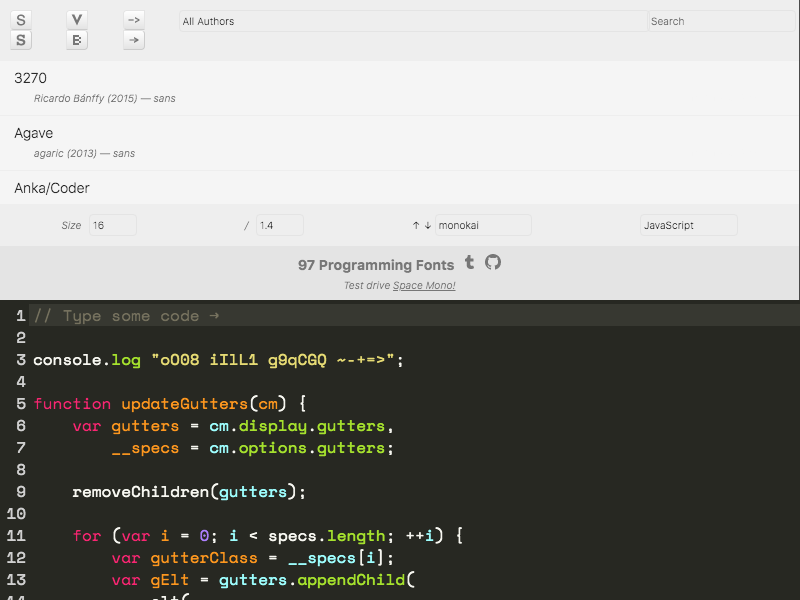 S V -> All Authors Search
S B →
3270
Ricardo Bánffy (2015) — sans
Agave
agaric (2013) — sans
Anka/Coder
Size 16 / 1.4 ↑ ↓ monokai JavaScript
97 Programming Fonts t
Test drive Space Mono!
1 // Type some code →
2
3 console.log "oO08 iIlL1 g9qCGQ ~-+=>";
4
5 function updateGutters(cm) {
6 var gutters = cm.display.gutters,
7 __specs = cm.options.gutters;
8
9 removeChildren(gutters);
10
11 for (var i = 0; i < specs.length; ++i) {
12 var gutterClass = __specs[i];
13 var gElt = gutters.appendChild(
14 elt(